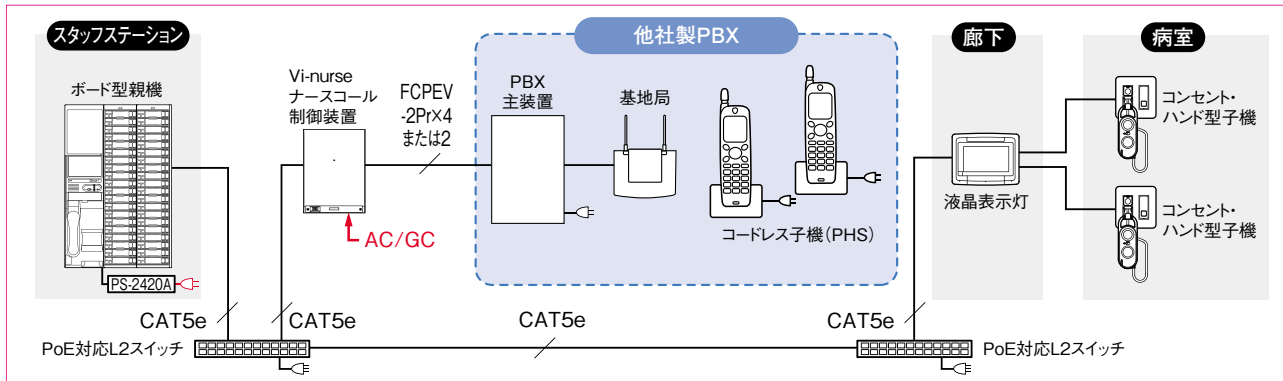 スタッフステーション
ボード型親機
PS-2420A
CAT5e
PoE対応L2スイッチ
Vi-nurse
ナースコール
制御装置
AC/GC
CAT5e
FCPEV
-2Pr×4
または2
他社製PBX
PBX
主装置
基地局
コードレス子機(PHS)
CAT5e
廊下
液晶表示灯
CAT5e
PoE対応L2スイッチ
病室
コンセント・
ハンド型子機
コンセント・
ハンド型子機